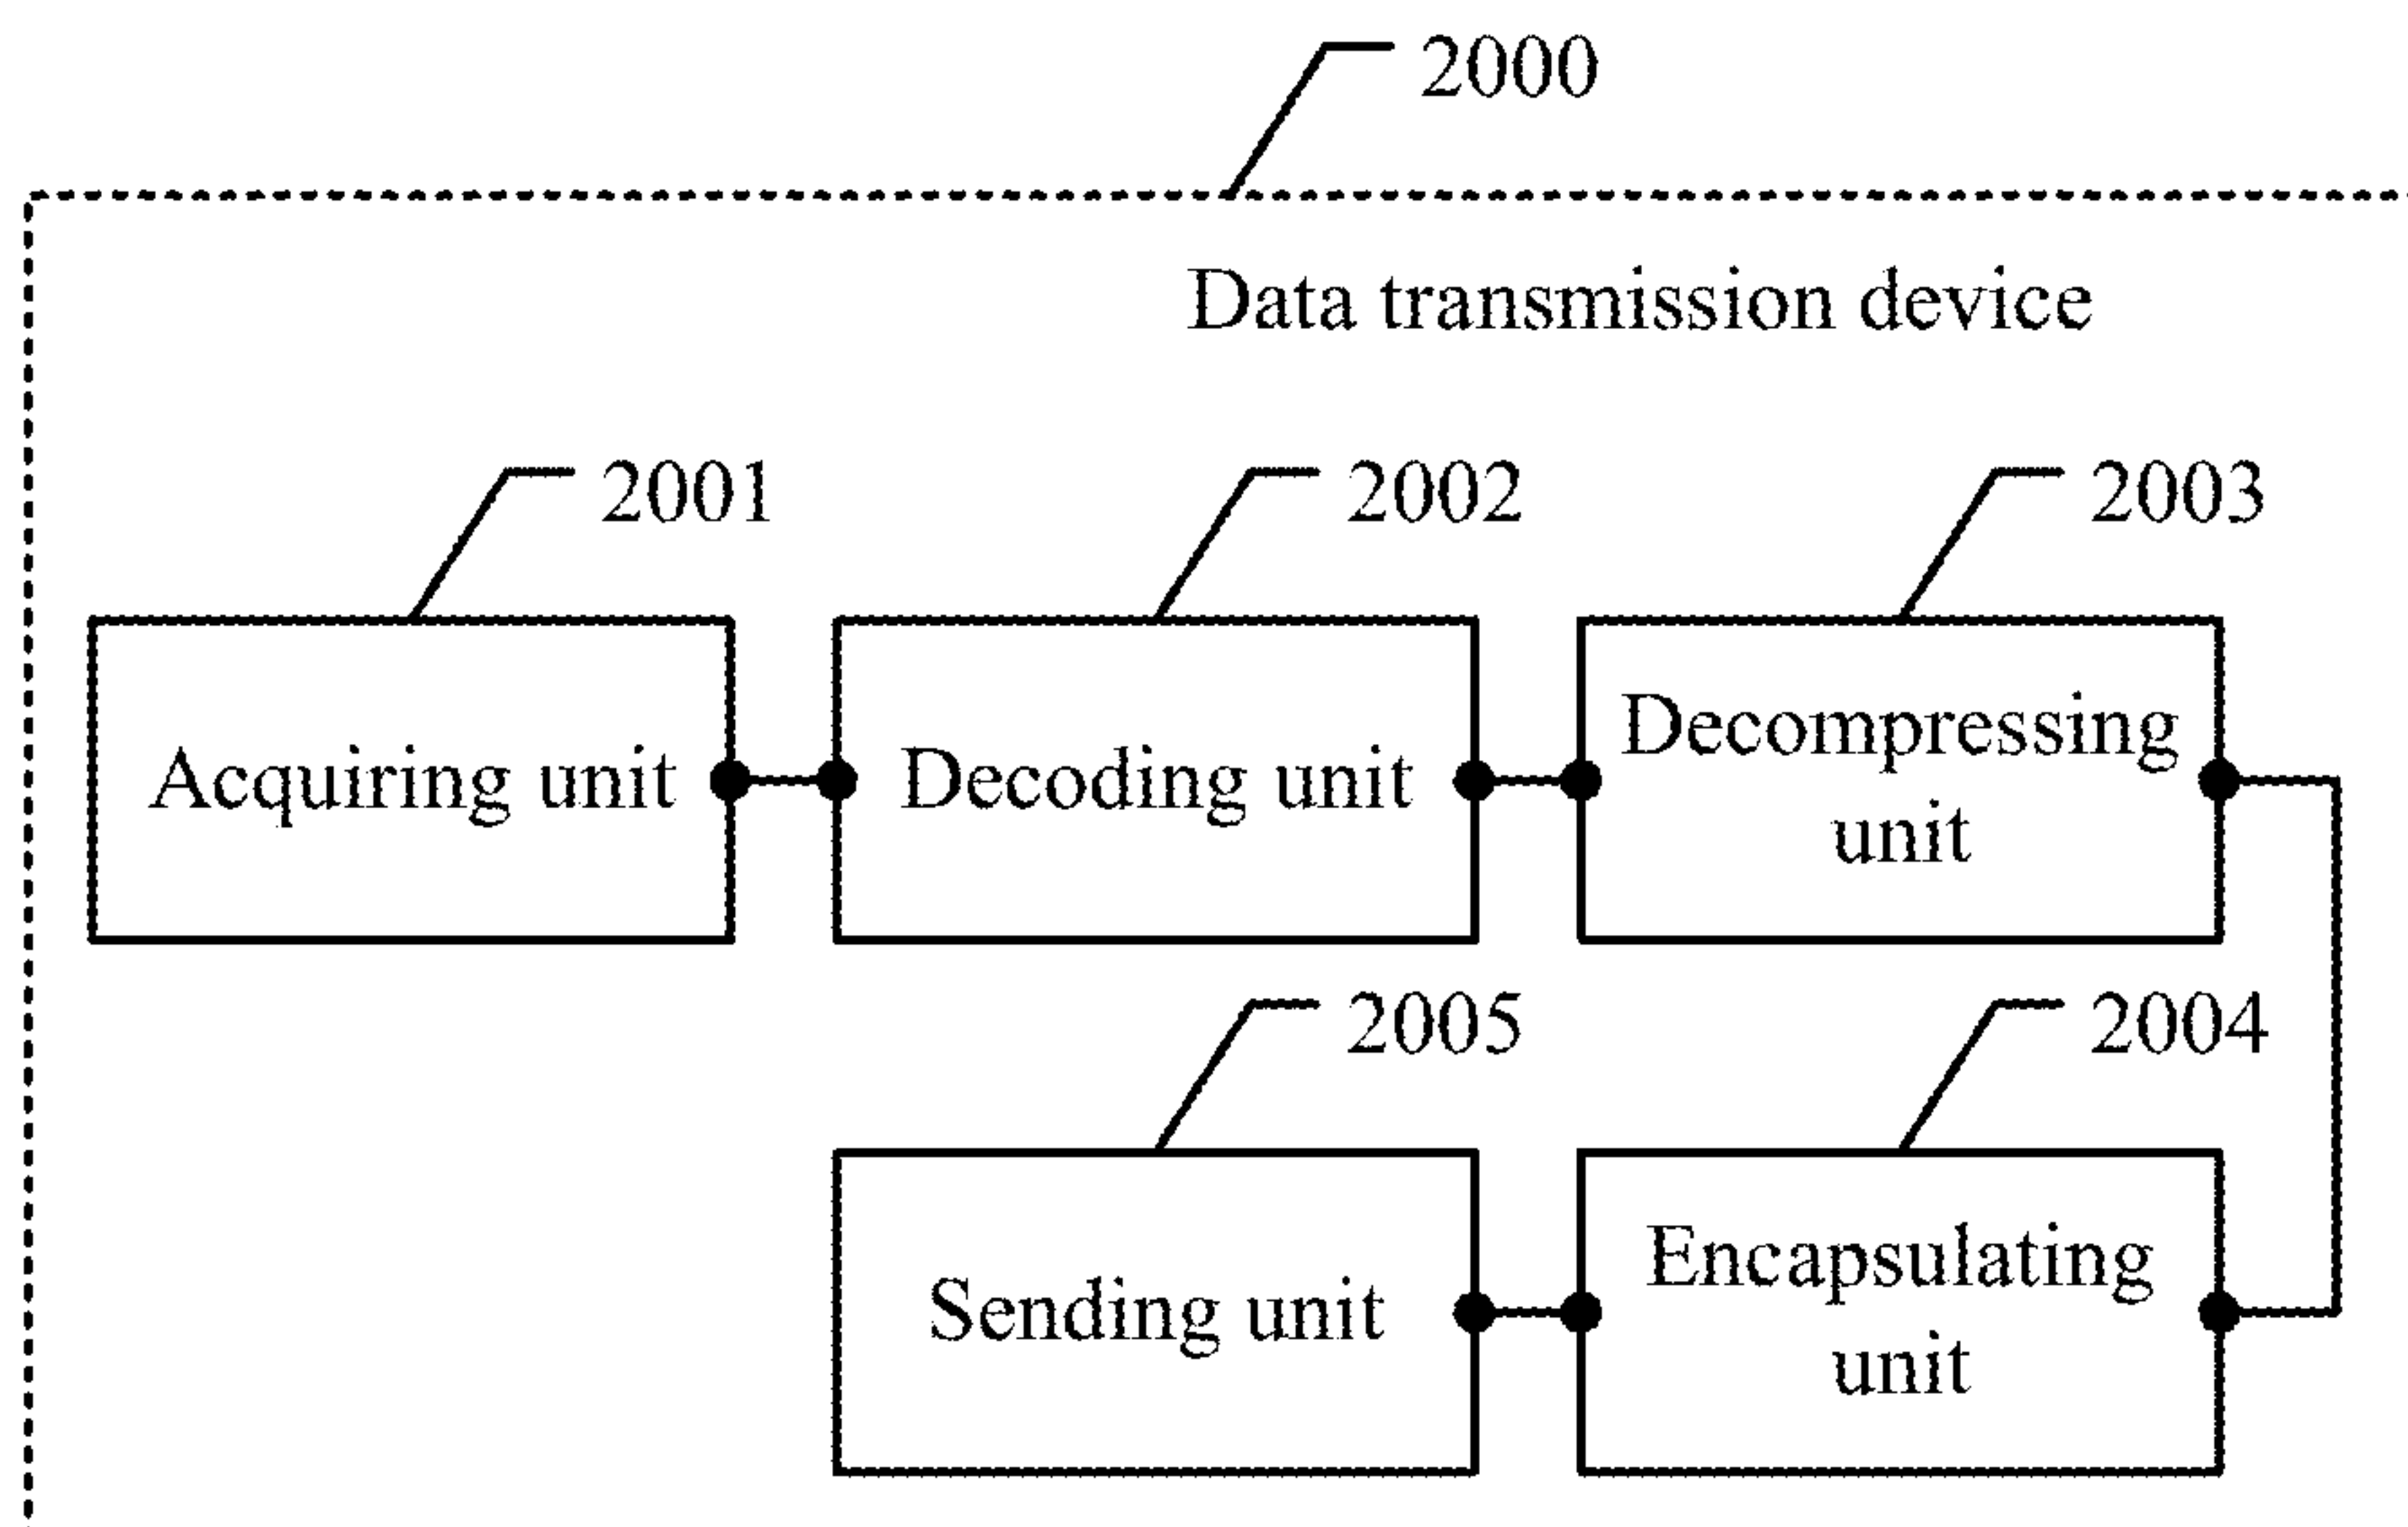 2000
Data transmission device
2001
2002
2003
Acquiring unit
Decoding unit
Decompressing
unit
2005
2004
Sending unit
Encapsulating
unit